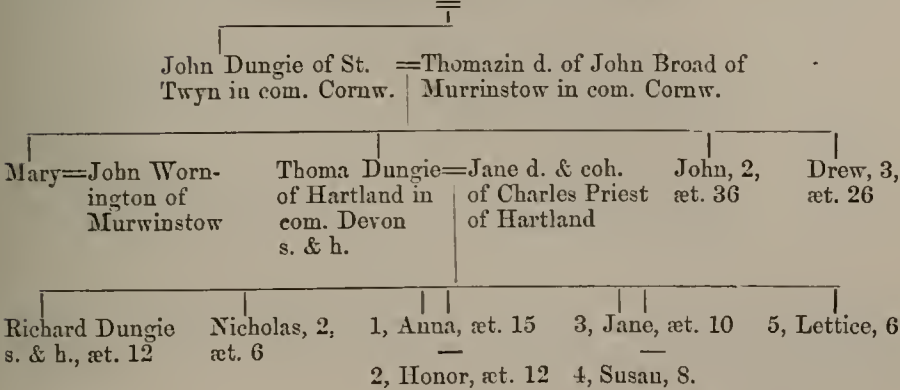 John Dungie of St. =Thomazin d. of John Broad of
Twyn in com. Cornw. Murrinstow in com. Cornw.
Mary=John Worn-
ington of
Murwinstow
Thoma Dungie=Jane d. & coh.
of Hartland in of Charles Priest
com. Devon of Hartland
s. & h.
John, 2,
æt. 36
Drew, 3,
æt. 26
Richard Dungie
s. & h., æt. 12
Nicholas, 2,
æt. 6
1, Anna, æt. 15
2, Honor, æt. 12
3, Jane, æt. 10
4, Susau, 8.
5, Lettice, 6